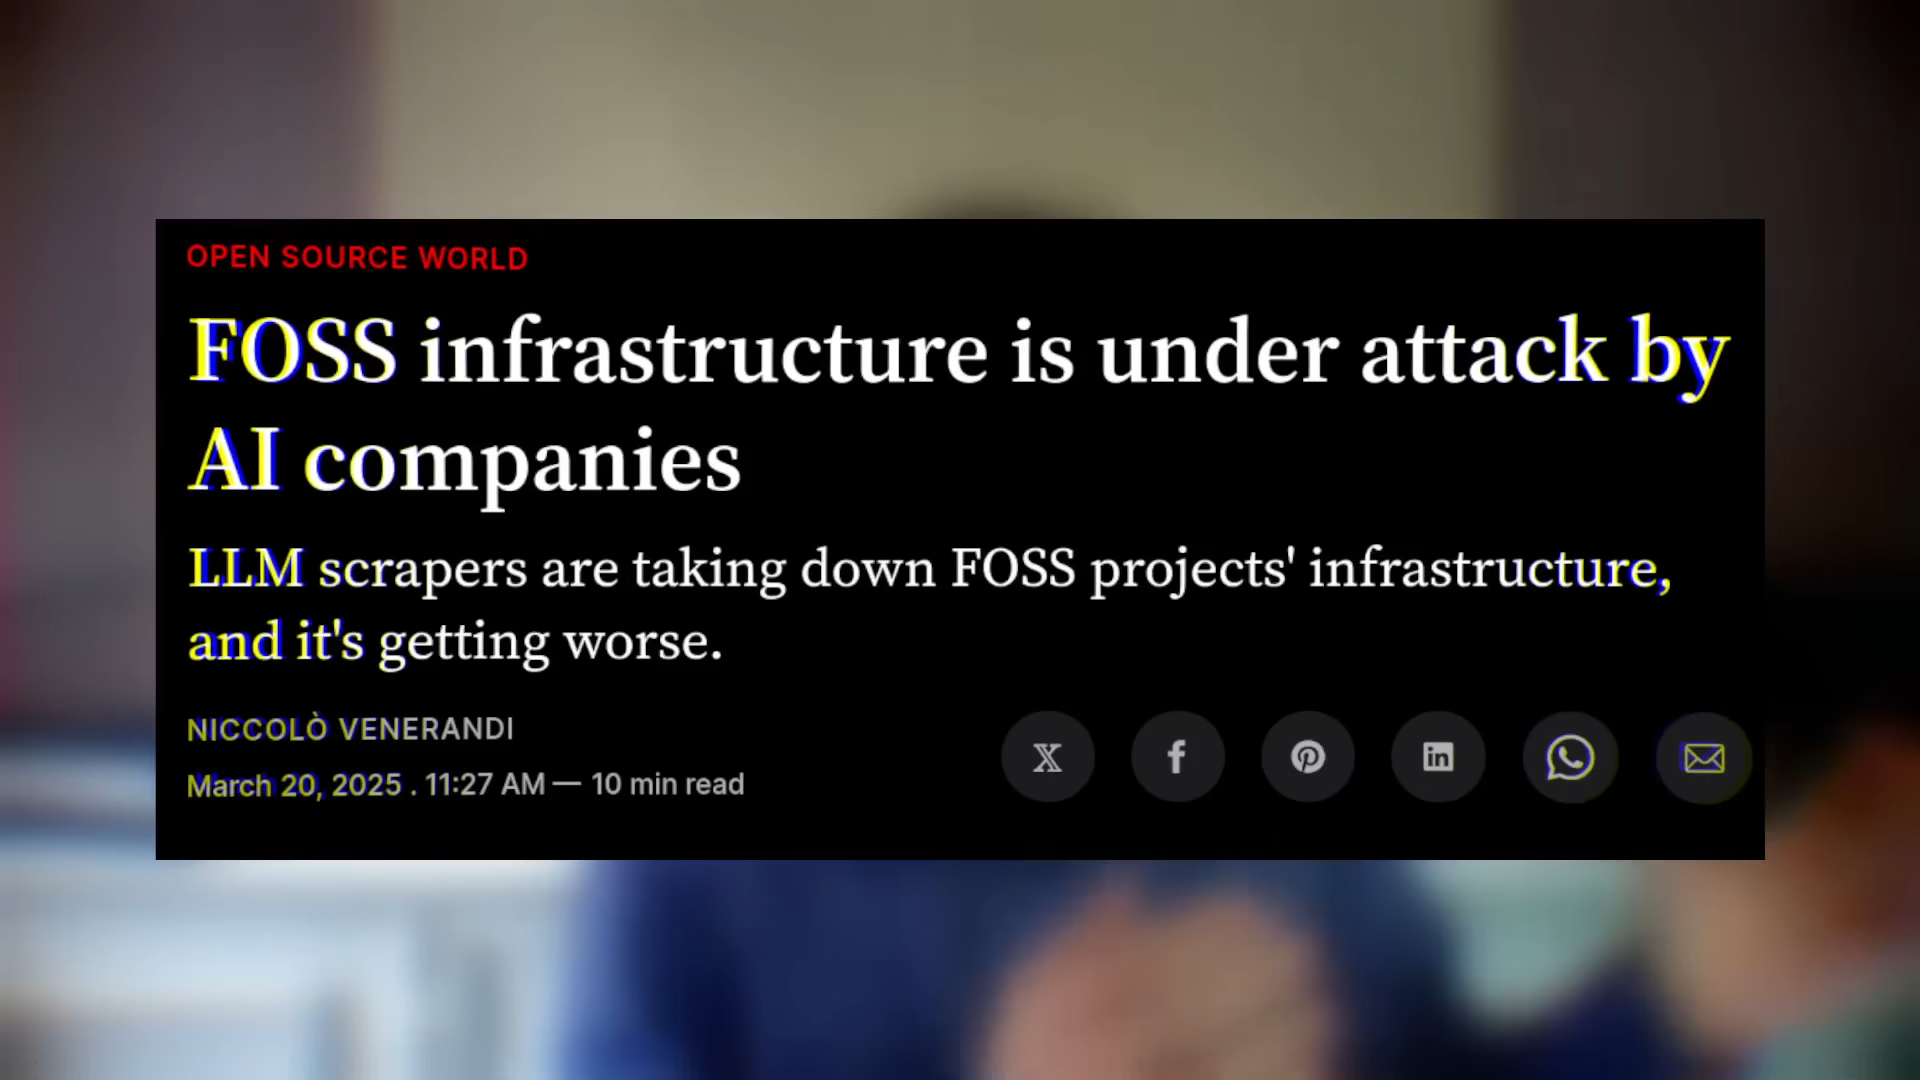 OPEN SOURCE WORLD
FOSS infrastructure is under attack by
AI companies
LLM scrapers are taking down FOSS projects' infrastructure,
and it's getting worse.
NICCOLÒ VENERANDI
March 20, 2025 . 11:27 AM — 10 min read